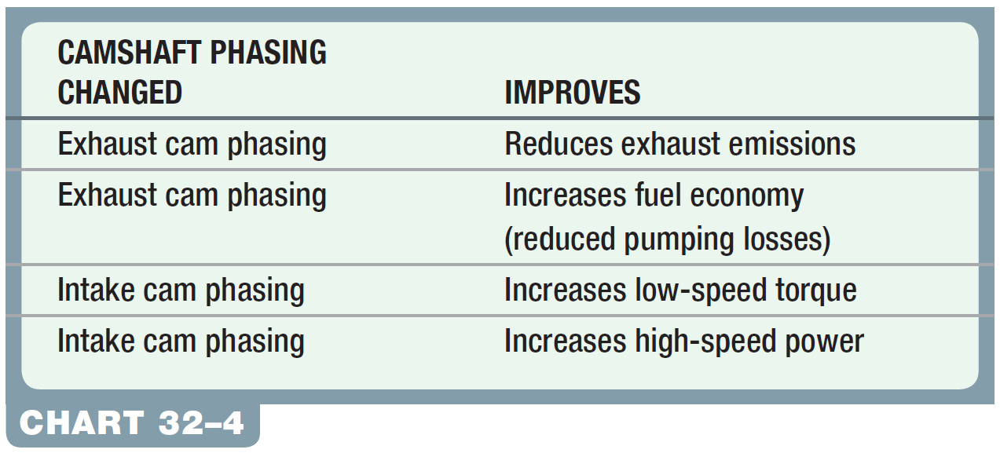 CAMSHAFT PHASING
CHANGED IMPROVES
Exhaust cam phasing Reduces exhaust emissions
Exhaust cam phasing Increases fuel economy
(reduced pumping losses)
Intake cam phasing Increases low-speed torque
Intake cam phasing Increases high-speed power
CHART 32–4